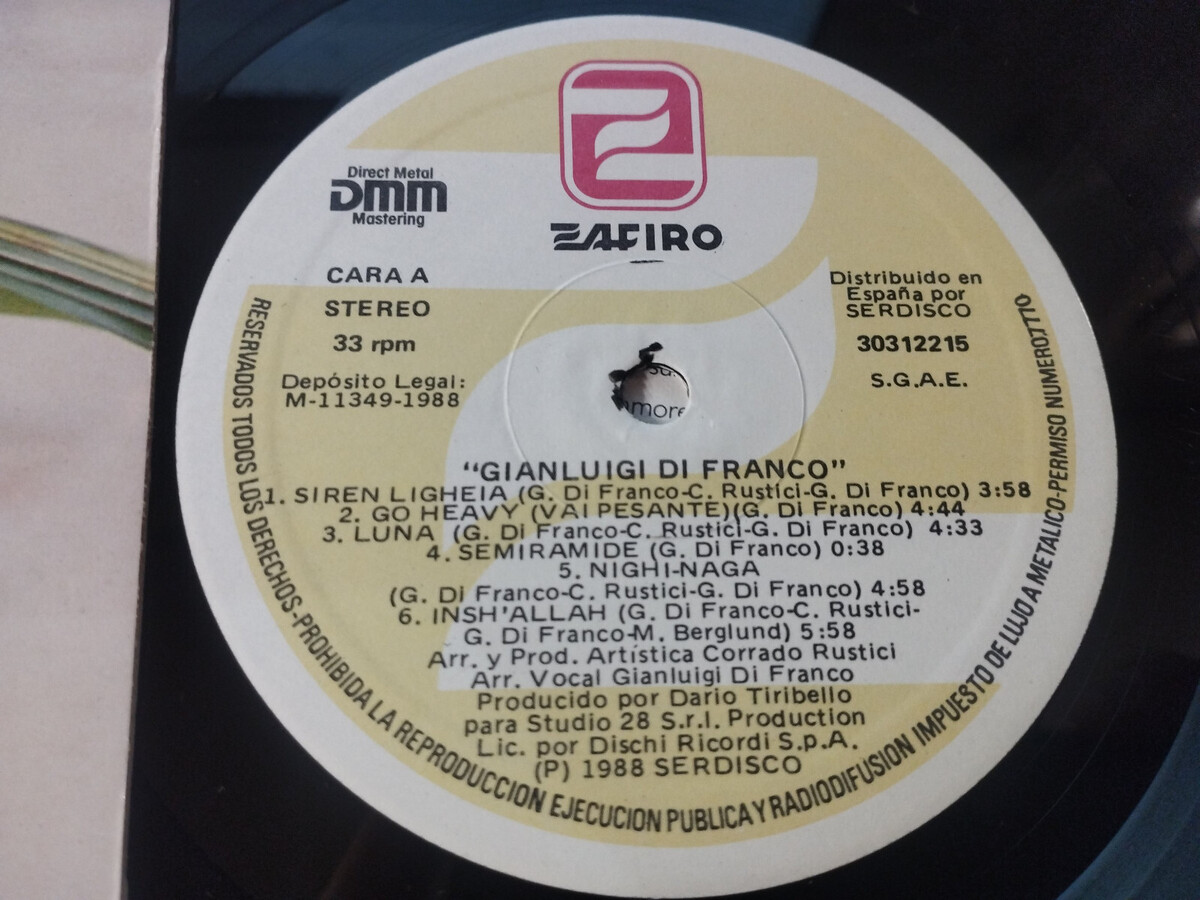 ZAFIRO
Direct Metal
DMM
Mastering
CARA A
STEREO
33 rpm
Depósito Legal:
M-11349-1988
Distribuido en
España por
SERDISCO
30312215
S.G.A.E.
"GIANLUIGI DI FRANCO"
1. SIREN LIGHEIA (G. Di Franco-C. Rustici-G. Di Franco) 3:58
2. GO HEAVY (VAI PESANTE)(G. Di Franco) 4:44
3. LUNA (G. Di Franco-C. Rustici-G. Di Franco) 4:33
4. SEMIRAMIDE (G. Di Franco) 0:38
5. NIGHI-NAGA
(G. Di Franco-C. Rustici-G. Di Franco) 4:58
6. INSH'ALLAH (G. Di Franco-C. Rustici-
G. Di Franco-M. Berglund) 5:58
Arr. y Prod. Artística Corrado Rustici
Arr. Vocal Gianluigi Di Franco
Producido por Dario Tiribello
para Studio 28 S.r.l. Production
Lic. por Dischi Ricordi S.p.A.
(P) 1988 SERDISCO
RESERVADOS TODOS LOS DERECHOS-PROHIBIDA LA REPRODUCCION EJECUCION PUBLICA Y RADIODIFUSION IMPUESTO DE LUJO A METALICO-PERMISO NUMERO:7770